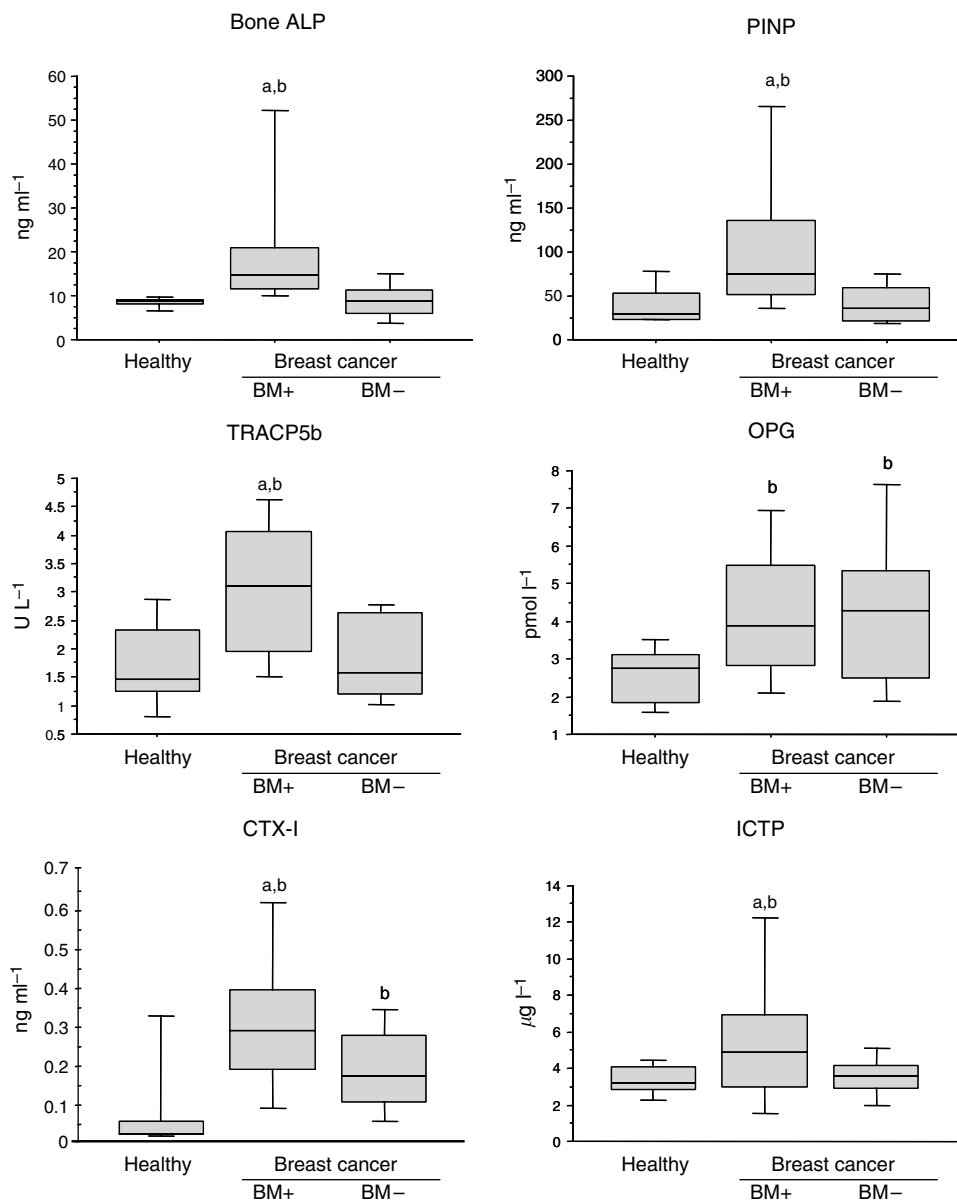 Bone ALP
60
50
40
30
20
10
0
ng ml⁻¹
a,b
Healthy
Breast cancer
BM+ BM−
PINP
300
250
200
150
100
50
0
ng ml⁻¹
a,b
Healthy
Breast cancer
BM+ BM−
TRACP5b
5
4.5
4
3.5
3
2.5
2
1.5
1
0.5
U L⁻¹
a,b
Healthy
Breast cancer
BM+ BM−
OPG
8
7
6
5
4
3
2
1
pmol l⁻¹
b
b
Healthy
Breast cancer
BM+ BM−
CTX-I
0.7
0.6
0.5
0.4
0.3
0.2
0.1
0
ng ml⁻¹
a,b
b
Healthy
Breast cancer
BM+ BM−
ICTP
14
12
10
8
6
4
2
0
μg l⁻¹
a,b
Healthy
Breast cancer
BM+ BM−